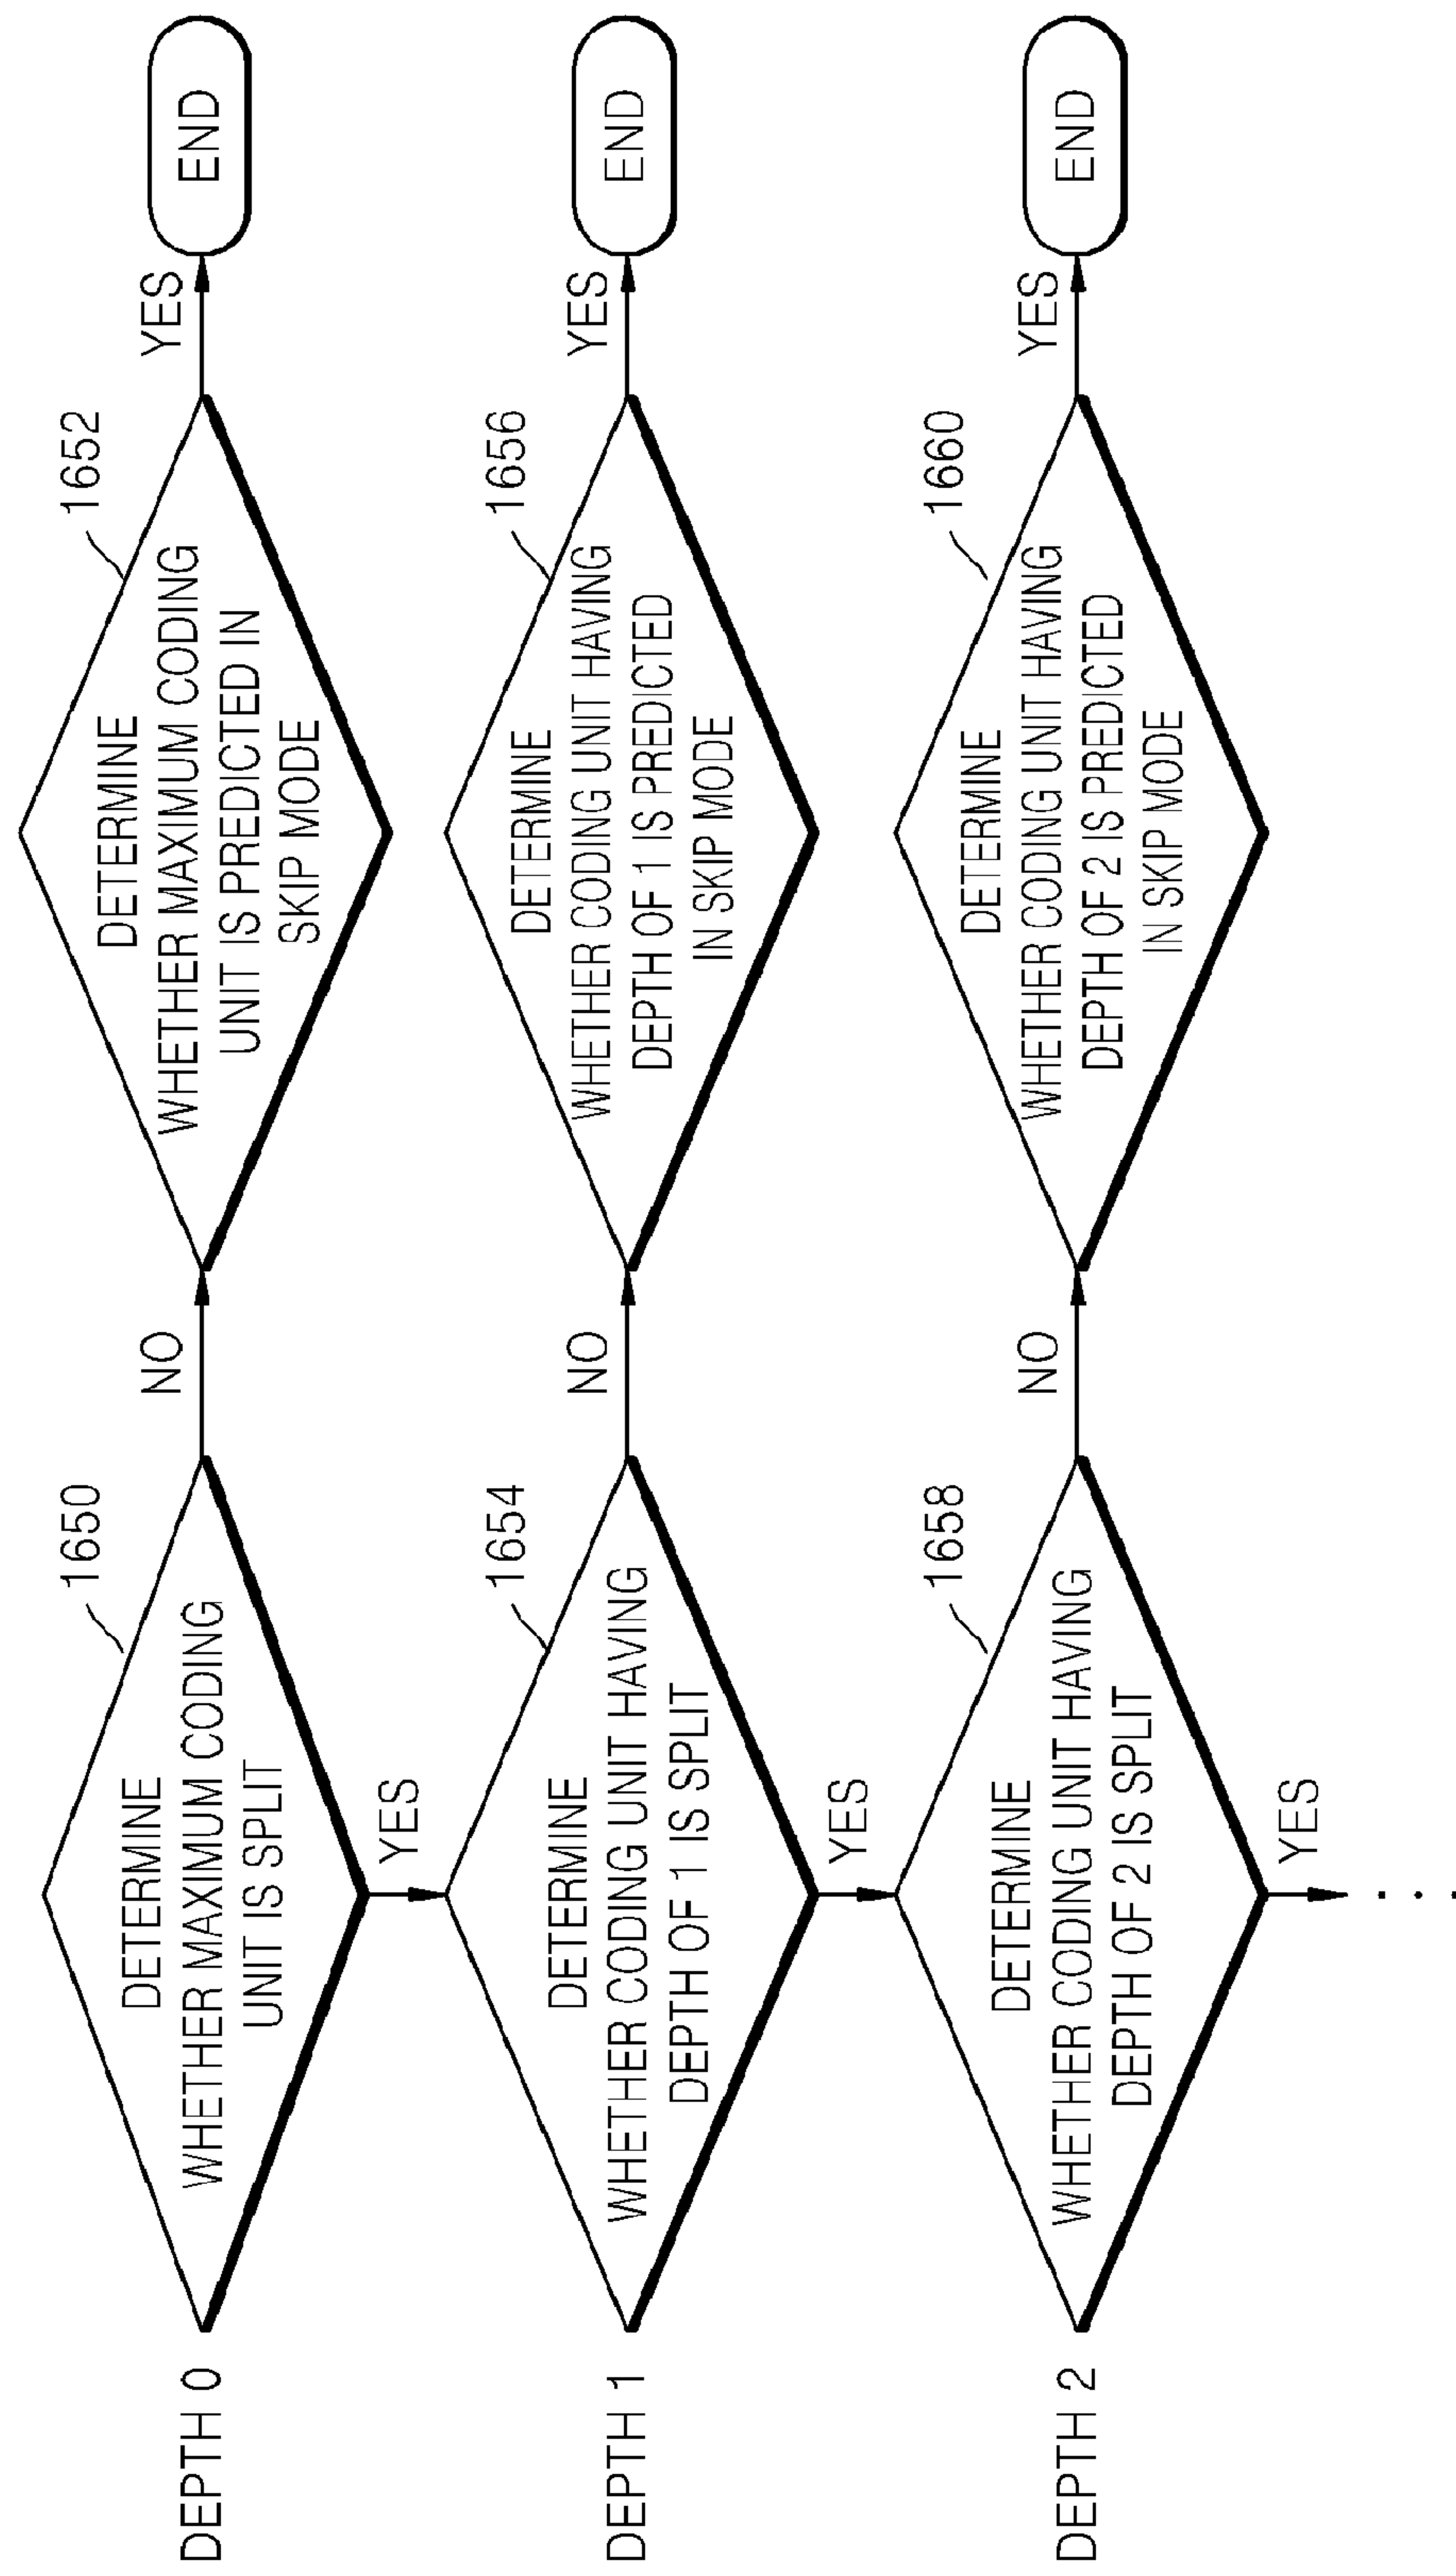 DEPTH 0
DETERMINE
WHETHER MAXIMUM CODING
UNIT IS SPLIT
1650
NO
DETERMINE
WHETHER MAXIMUM CODING
UNIT IS PREDICTED IN
SKIP MODE
1652
YES
END
YES
DEPTH 1
DETERMINE
WHETHER CODING UNIT HAVING
DEPTH OF 1 IS SPLIT
1654
NO
DETERMINE
WHETHER CODING UNIT HAVING
DEPTH OF 1 IS PREDICTED
IN SKIP MODE
1656
YES
END
YES
DEPTH 2
DETERMINE
WHETHER CODING UNIT HAVING
DEPTH OF 2 IS SPLIT
1658
NO
DETERMINE
WHETHER CODING UNIT HAVING
DEPTH OF 2 IS PREDICTED
IN SKIP MODE
1660
YES
END
YES